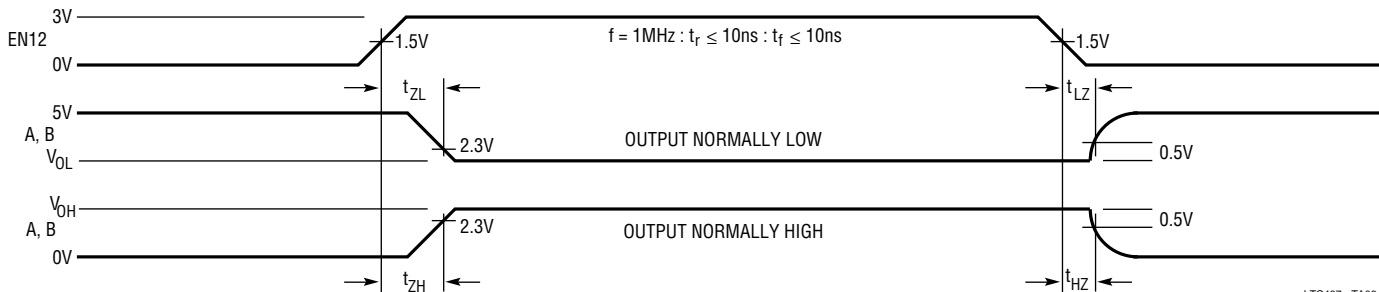 3V
EN12
0V
1.5V
f = 1MHz : tr ≤ 10ns : tf ≤ 10ns
1.5V
tZL
tLZ
5V
A, B
VOL
2.3V
OUTPUT NORMALLY LOW
0.5V
VOH
A, B
0V
2.3V
OUTPUT NORMALLY HIGH
0.5V
tZH
tHZ